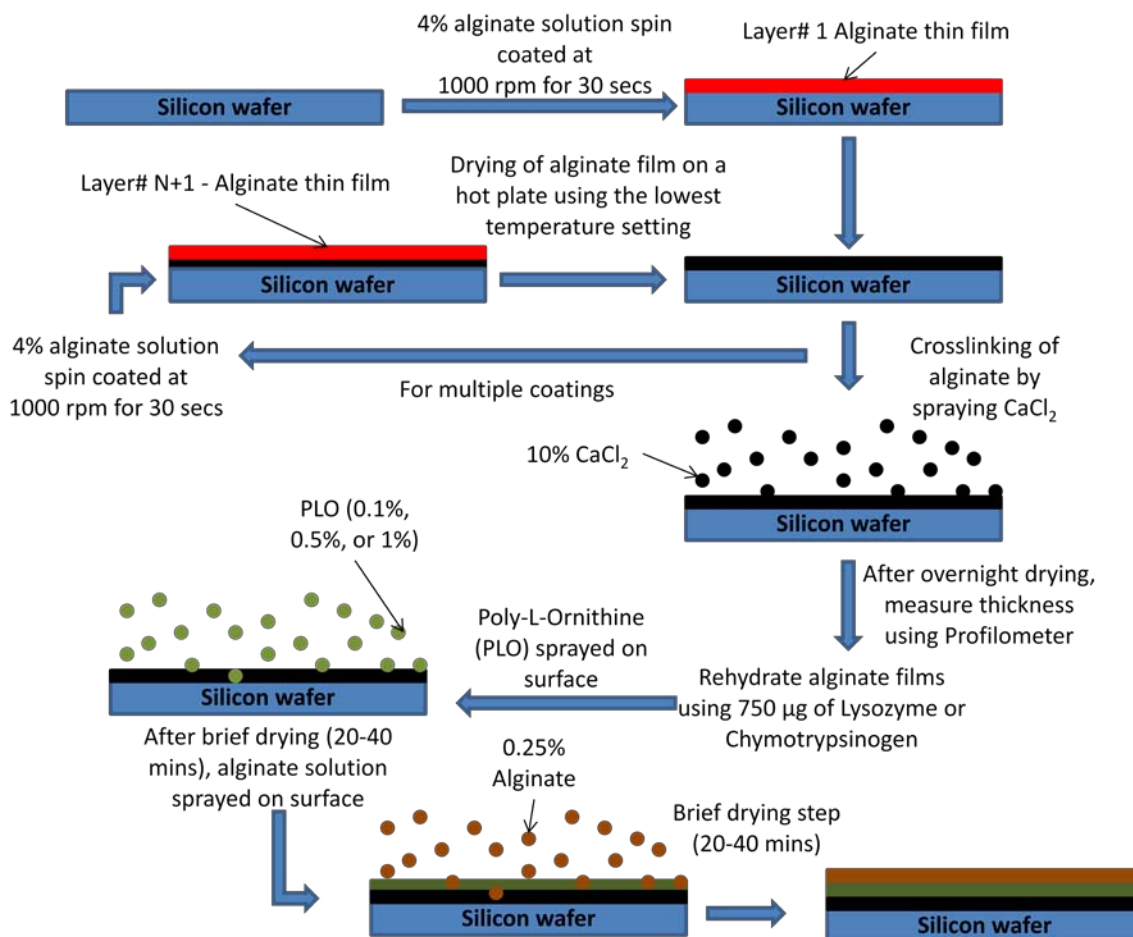 4% alginate solution spin
coated at
1000 rpm for 30 secs
Layer# 1 Alginate thin film
Silicon wafer
Silicon wafer
Layer# N+1 - Alginate thin film
Drying of alginate film on a
hot plate using the lowest
temperature setting
Silicon wafer
Silicon wafer
4% alginate solution
spin coated at
1000 rpm for 30 secs
For multiple coatings
Crosslinking of
alginate by
spraying CaCl₂
10% CaCl₂
Silicon wafer
PLO (0.1%,
0.5%, or 1%)
After overnight drying,
measure thickness
using Profilometer
Poly-L-Ornithine
(PLO) sprayed on
surface
Silicon wafer
Rehydrate alginate films
using 750 µg of Lysozyme or
Chymotrypsinogen
After brief drying (20-40
mins), alginate solution
sprayed on surface
0.25%
Alginate
Brief drying step
(20-40 mins)
Silicon wafer
Silicon wafer